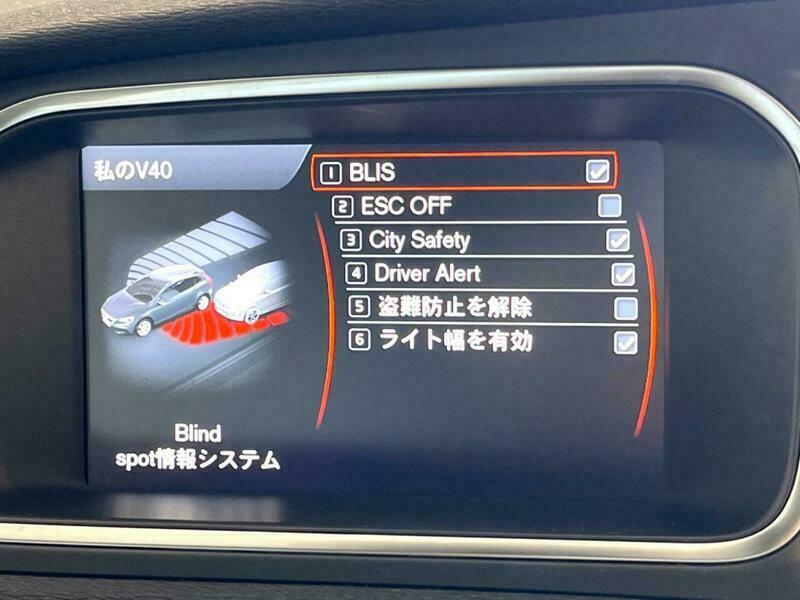 私のV40
1 BLIS
2 ESC OFF
3 City Safety
4 Driver Alert
5 盗難防止を解除
6 ライト幅を有効
Blind
spot情報システム